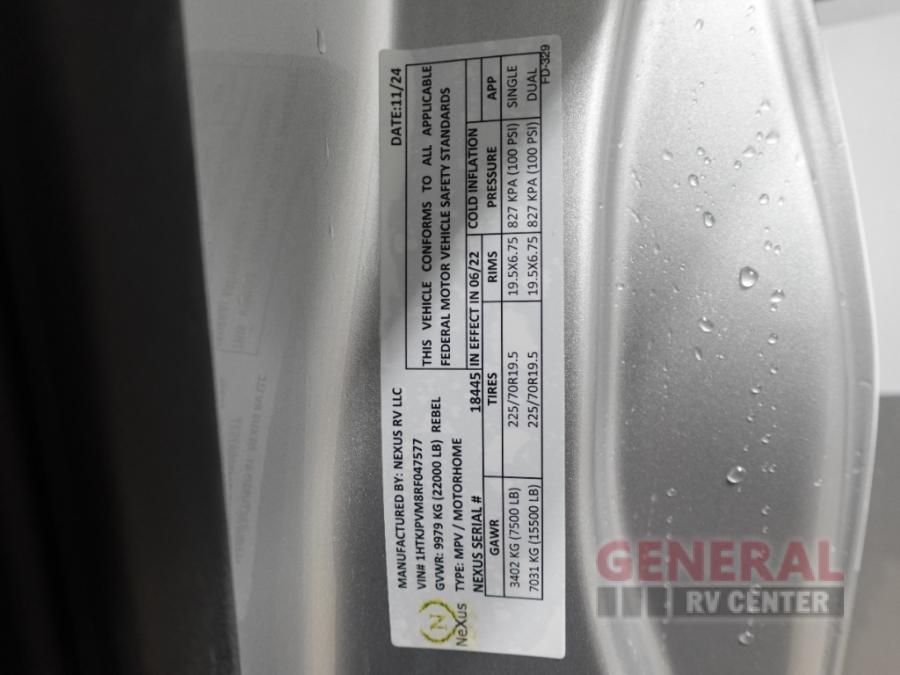 NeXus
MANUFACTURED BY: NEXUS RV LLC
DATE:11/24
VIN# 1HTKJPVM8RF047577
GVWR: 9979 KG (22000 LB) REBEL
TYPE: MPV / MOTORHOME
THIS VEHICLE CONFORMS TO ALL APPLICABLE
FEDERAL MOTOR VEHICLE SAFETY STANDARDS
NEXUS SERIAL # 18445 IN EFFECT IN 06/22 COLD INFLATION
GAWR TIRES RIMS PRESSURE APP
3402 KG (7500 LB) 225/70R19.5 19.5X6.75 827 KPA (100 PSI) SINGLE
7031 KG (15500 LB) 225/70R19.5 19.5X6.75 827 KPA (100 PSI) DUAL
FD-329
GENERAL
RV CENTER